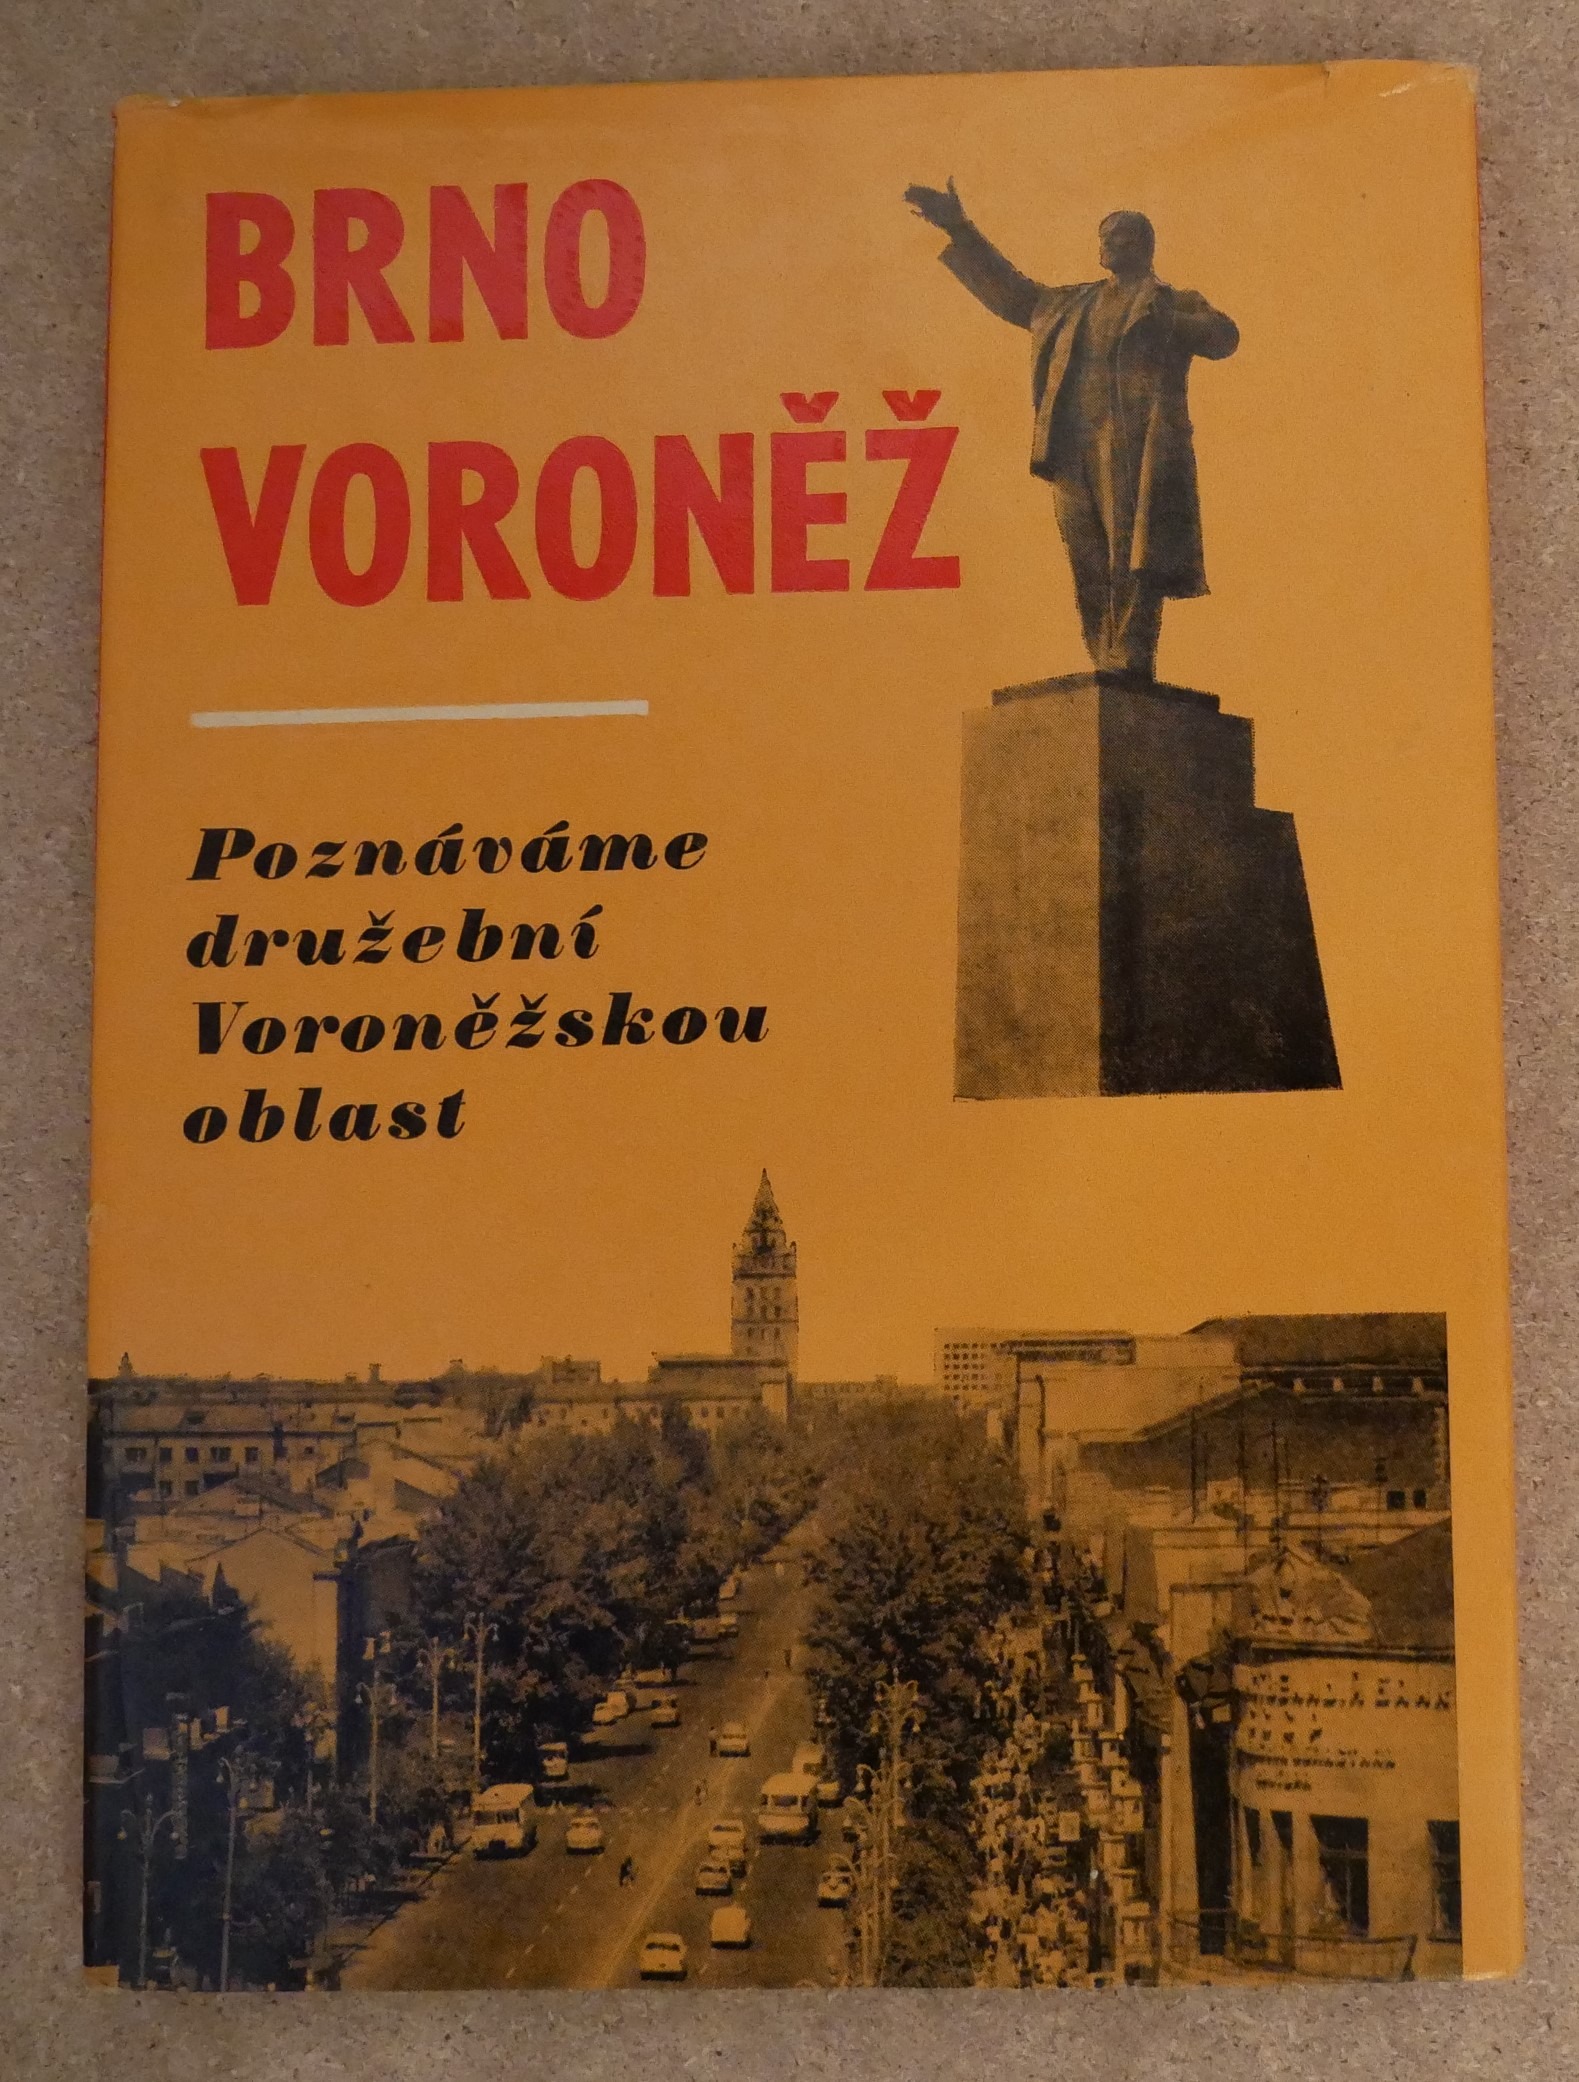 BRNO
VORONĚŽ
Poznáváme
družební
Voroněžskou
oblast